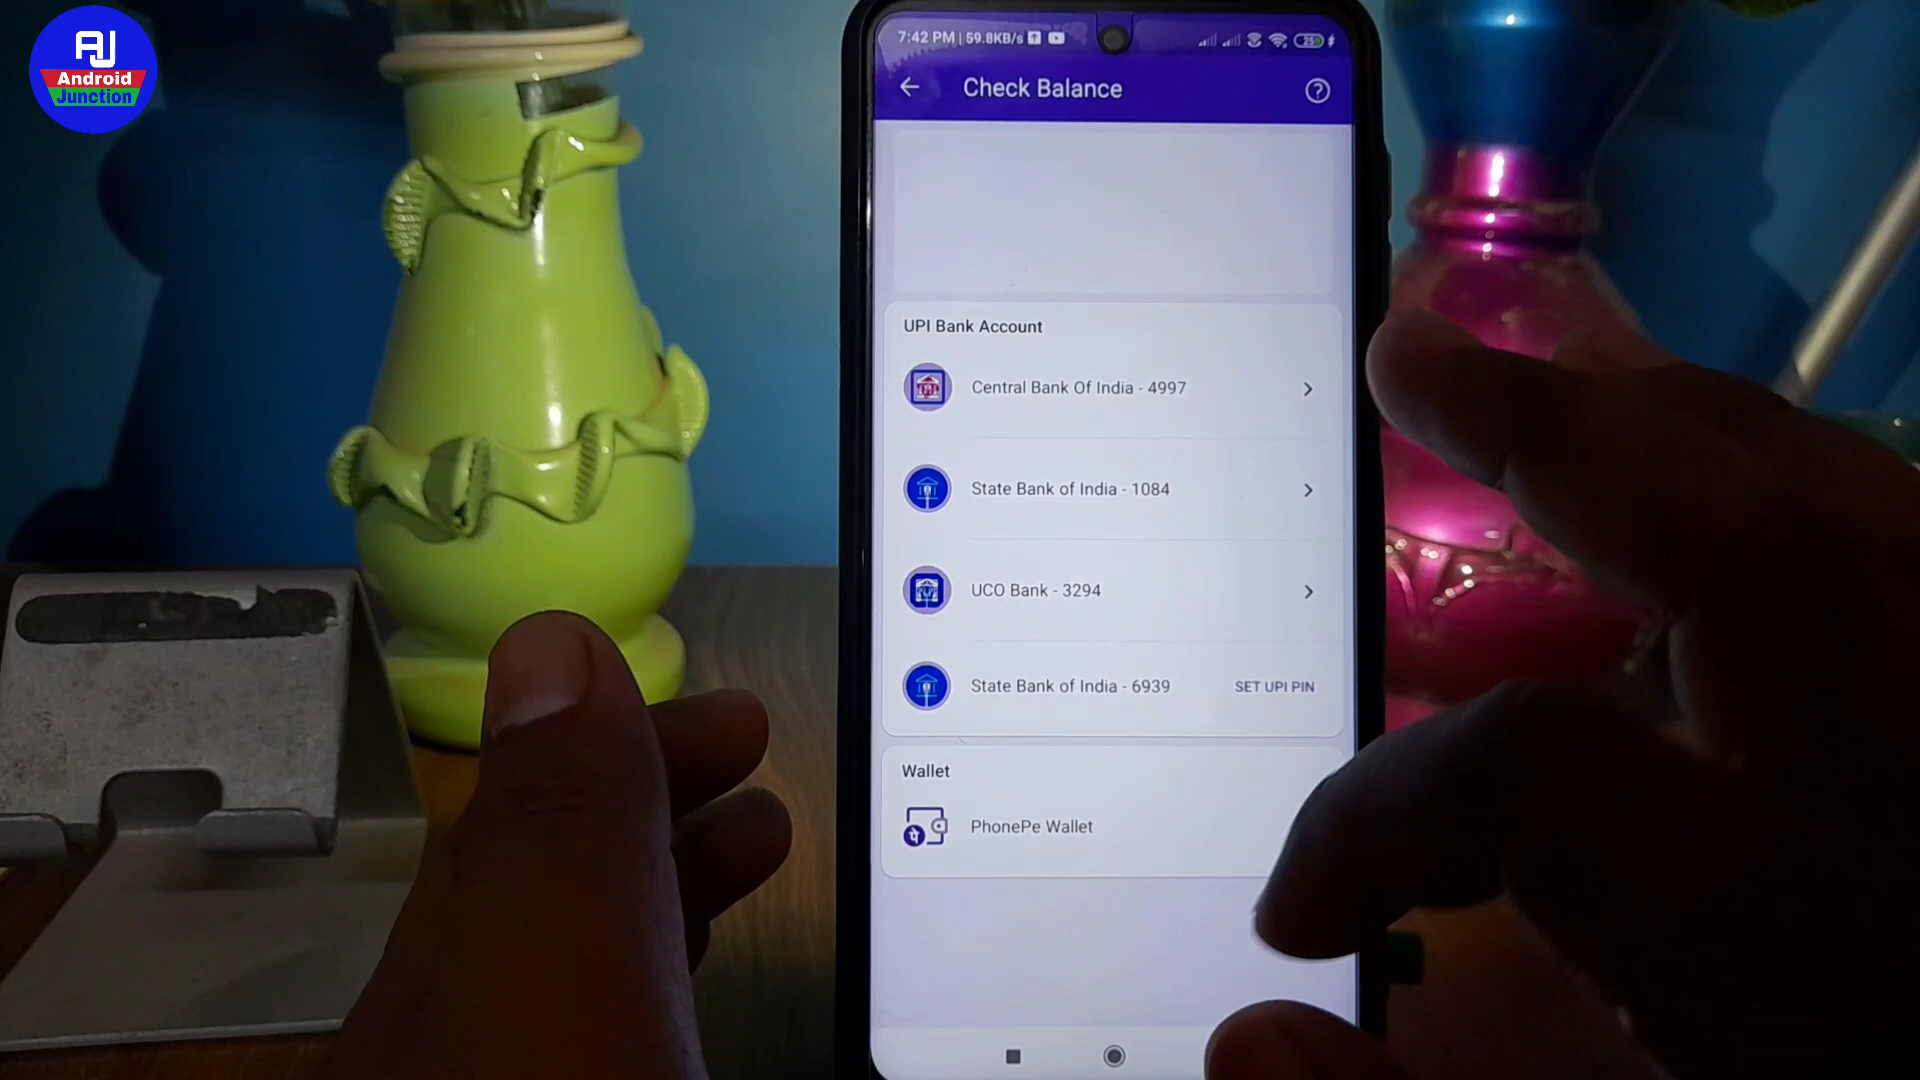 AJ
Android
Junction
7:42 PM | 59.8KB/s
25
Check Balance
UPI Bank Account
Central Bank Of India - 4997
State Bank of India - 1084
UCO Bank - 3294
State Bank of India - 6939
SET UPI PIN
Wallet
PhonePe Wallet